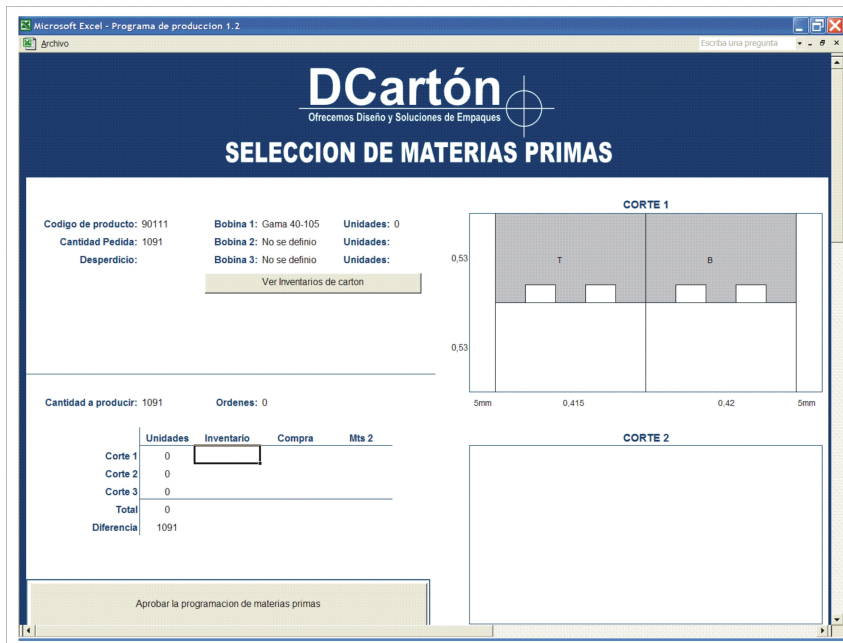 Microsoft Excel - Programa de produccion 1.2
Archivo
Escriba una pregunta
DCartón
Ofrecemos Diseño y Soluciones de Empaques
SELECCION DE MATERIAS PRIMAS
Codigo de producto: 90111 Bobina 1: Gama 40-105 Unidades: 0
Cantidad Pedida: 1091 Bobina 2: No se definio Unidades:
Desperdicio: Bobina 3: No se definio Unidades:
Ver Inventarios de carton
Cantidad a producir: 1091 Ordenes: 0
Unidades Inventario Compra Mts 2
Corte 1 0
Corte 2 0
Corte 3 0
Total 0
Diferencia 1091
Aprobar la programacion de materias primas
CORTE 1
0,53 T B
0,53
5mm 0,415 0,42 5mm
CORTE 2